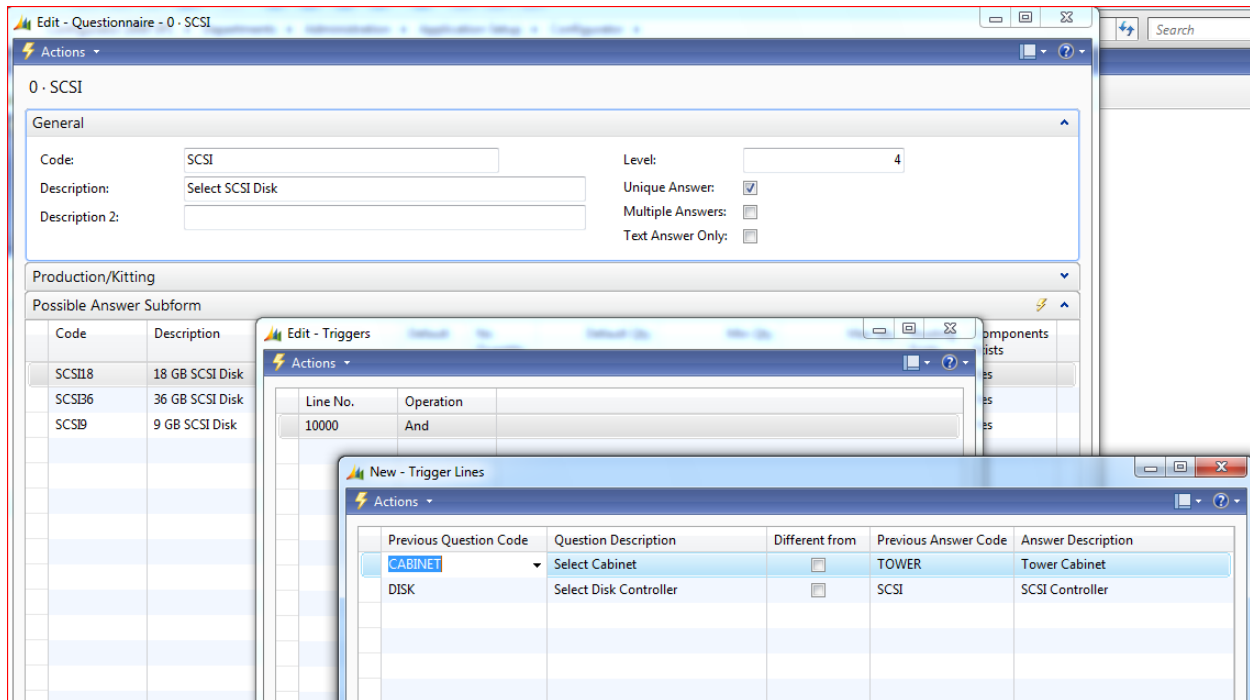 Edit - Questionnaire - 0 · SCSI
Search
Actions
0 · SCSI
General
Code: SCSI Level: 4
Description: Select SCSI Disk Unique Answer:
Description 2: Multiple Answers:
Text Answer Only:
Production/Kitting
Possible Answer Subform
Code Description
SCSI18 18 GB SCSI Disk
SCSI36 36 GB SCSI Disk
SCSI9 9 GB SCSI Disk
Edit - Triggers
Actions
Line No. Operation
10000 And
New - Trigger Lines
Actions
Previous Question Code Question Description Different from Previous Answer Code Answer Description
CABINET Select Cabinet TOWER Tower Cabinet
DISK Select Disk Controller SCSI SCSI Controller